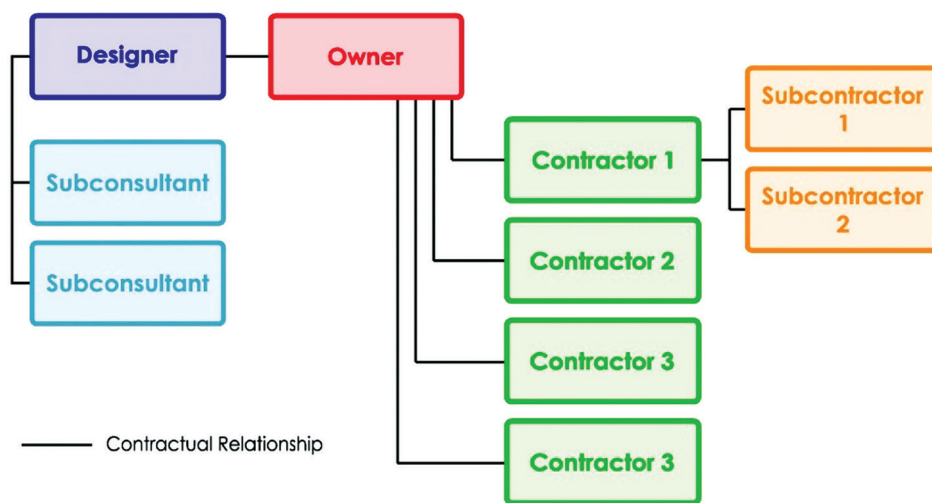 Designer
Owner
Subconsultant
Subconsultant
Contractor 1
Contractor 2
Contractor 3
Contractor 3
Subcontractor
1
Subcontractor
2
Contractual Relationship